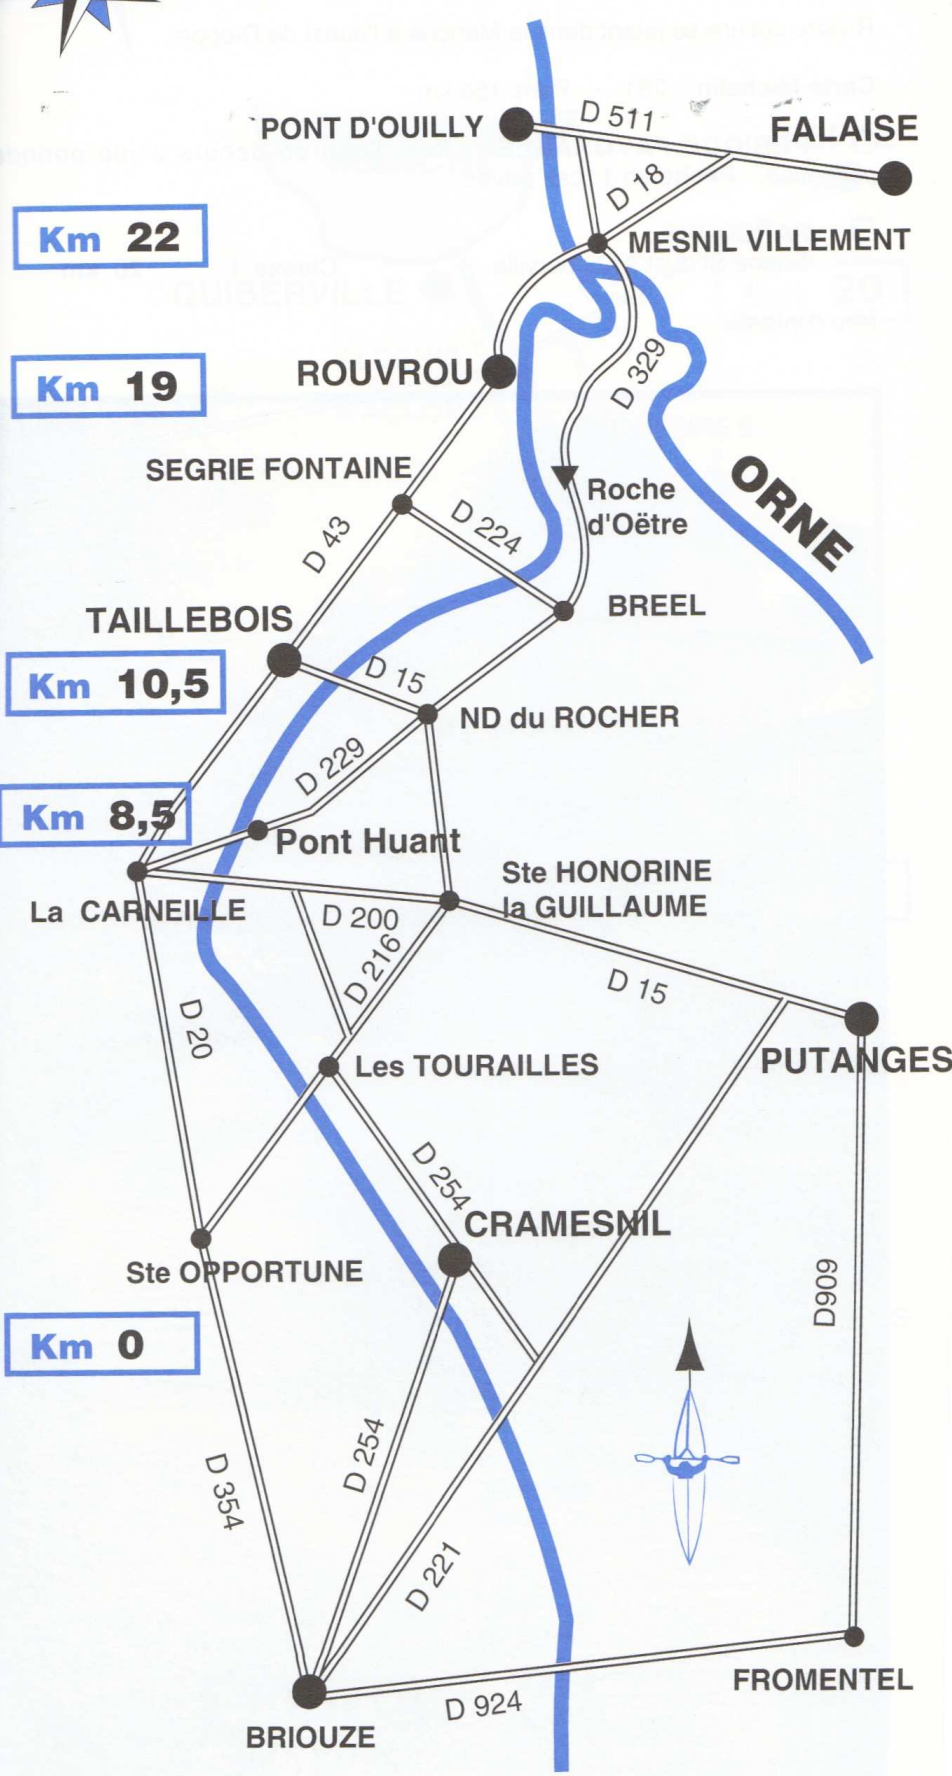 PONT D'OUILLY
D 511
FALAISE
D 18
Km 22
MESNIL VILLEMENT
ROUVROU
Km 19
D 329
SEGRIE FONTAINE
Roche
d'Oëtre
ORNE
D 224
D 43
BREEL
TAILLEBOIS
D 15
Km 10,5
ND du ROCHER
D 229
Km 8,5
Pont Huant
Ste HONORINE
la GUILLAUME
La CARNEILLE
D 200
D 216
D 15
D 20
PUTANGES
Les TOURAILLES
D 254
CRAMESNIL
Ste OPPORTUNE
D909
Km 0
D 254
D 354
D 221
FROMENTEL
D 924
BRIOUZE